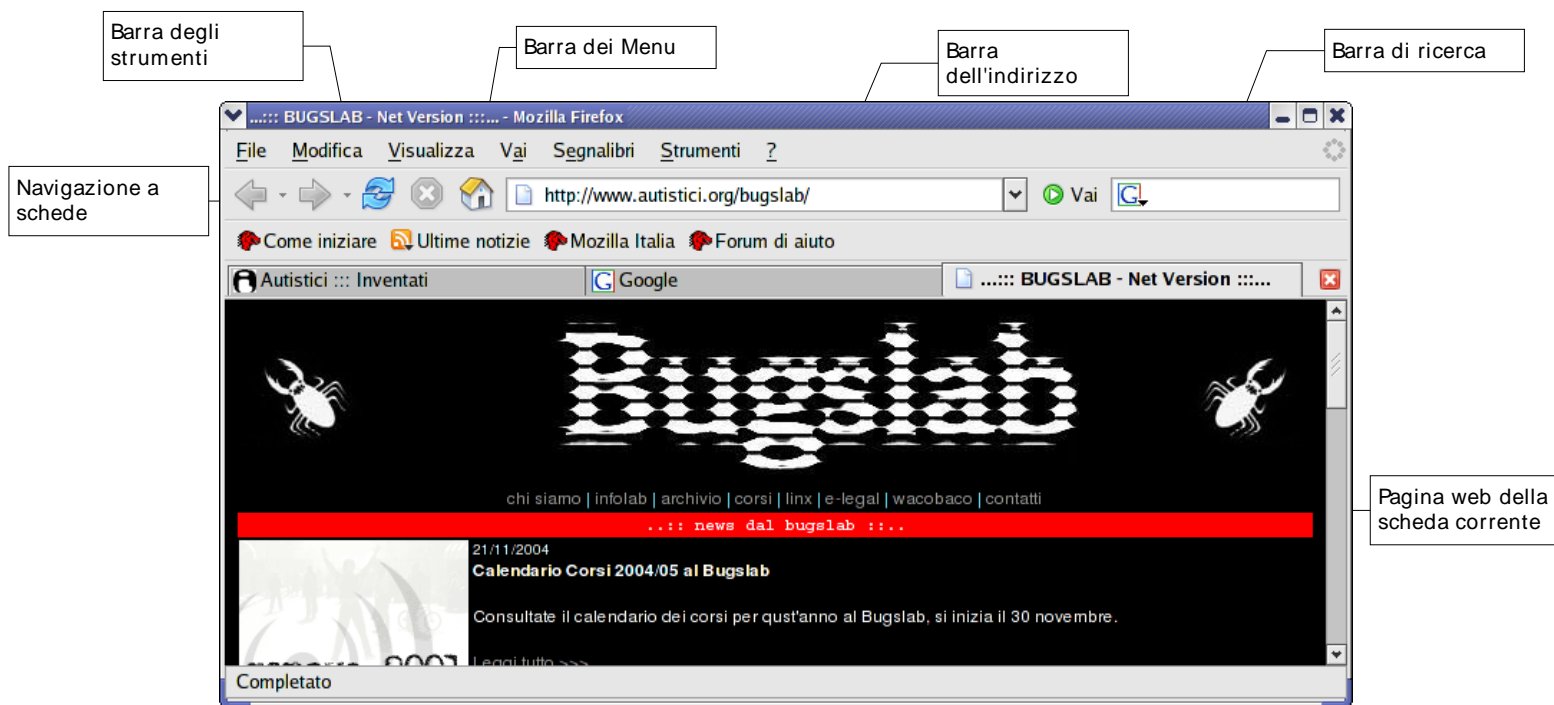 Barra degli
strumenti
Barra dei Menu
Barra
dell'indirizzo
Barra di ricerca
...::: BUGSLAB - Net Version :::... - Mozilla Firefox
File Modifica Visualizza Vai Segnalibri Strumenti ?
Navigazione a
schede
http://www.autistici.org/bugslab/ Vai G
Come iniziare Ultime notizie Mozilla Italia Forum di aiuto
Autistici ::: Inventati G Google ...::: BUGSLAB - Net Version :::...
Bugslab
chi siamo | infolab | archivio | corsi | linx | e-legal | wacobaco | contatti
..:: news dal bugslab ::..
Pagina web della
scheda corrente
21/11/2004
Calendario Corsi 2004/05 al Bugslab
Consultate il calendario dei corsi per qust'anno al Bugslab, si inizia il 30 novembre.
Leggi tutto >>>
Completato